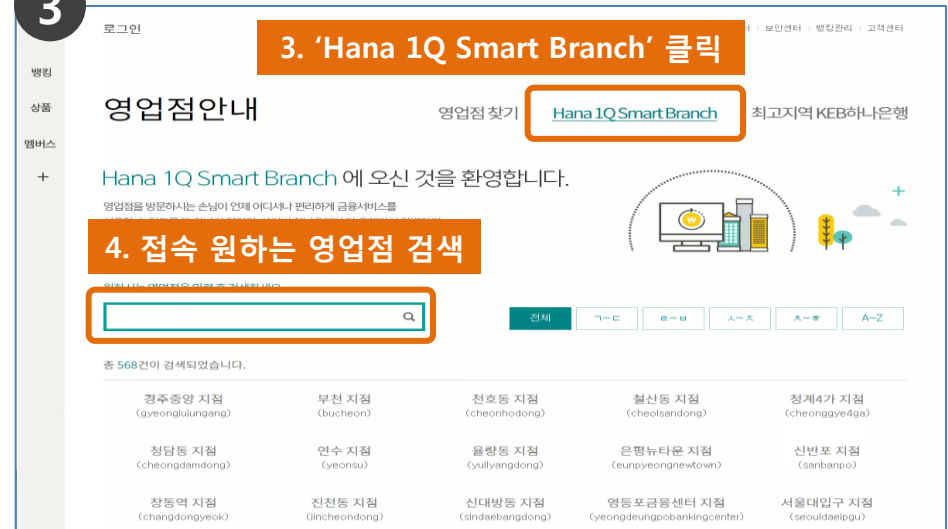 3
로그인
보안센터 | 뱅킹관리 | 고객센터
3. ‘Hana 1Q Smart Branch’ 클릭
뱅킹
상품
멤버스
+
영업점안내
영업점 찾기 Hana 1Q Smart Branch 최고지역 KEB하나은행
Hana 1Q Smart Branch 에 오신 것을 환영합니다.
영업점을 방문하시는 손님이 언제 어디서나 편리하게 금융서비스를
4. 접속 원하는 영업점 검색
전체 ㄱ~ㄷ ㄹ~ㅂ ㅅ~ㅈ ㅊ~ㅎ A~Z
총 568건이 검색되었습니다.
경주중앙 지점 부천 지점 천호동 지점 철산동 지점 청계4가 지점
(gyeongjujungang) (bucheon) (cheonhodong) (cheolsandong) (cheonggye4ga)
청담동 지점 연수 지점 율량동 지점 은평뉴타운 지점 신반포 지점
(cheongdamdong) (yeonsu) (yullyangdong) (eunpyeongnewtown) (sanbanpo)
창동역 지점 진천동 지점 신대방동 지점 영등포금융센터 지점 서울대입구 지점
(changdongyeok) (jincheondong) (sindaebangdong) (yeongdeungpobankingcenter) (seouldaeipgu)